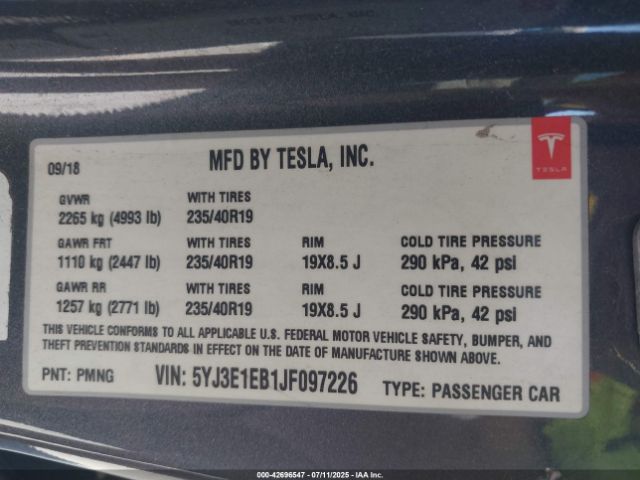 09/18 MFD BY TESLA, INC. TESLA
GVWR WITH TIRES
2265 kg (4993 lb) 235/40R19
GAWR FRT WITH TIRES RIM COLD TIRE PRESSURE
1110 kg (2447 lb) 235/40R19 19X8.5 J 290 kPa, 42 psi
GAWR RR WITH TIRES RIM COLD TIRE PRESSURE
1257 kg (2771 lb) 235/40R19 19X8.5 J 290 kPa, 42 psi
THIS VEHICLE CONFORMS TO ALL APPLICABLE U.S. FEDERAL MOTOR VEHICLE SAFETY, BUMPER, AND
THEFT PREVENTION STANDARDS IN EFFECT ON THE DATE OF MANUFACTURE SHOWN ABOVE.
PNT: PMNG VIN: 5YJ3E1EB1JF097226 TYPE: PASSENGER CAR
000-42696547 - 07/11/2025 - IAA, Inc.